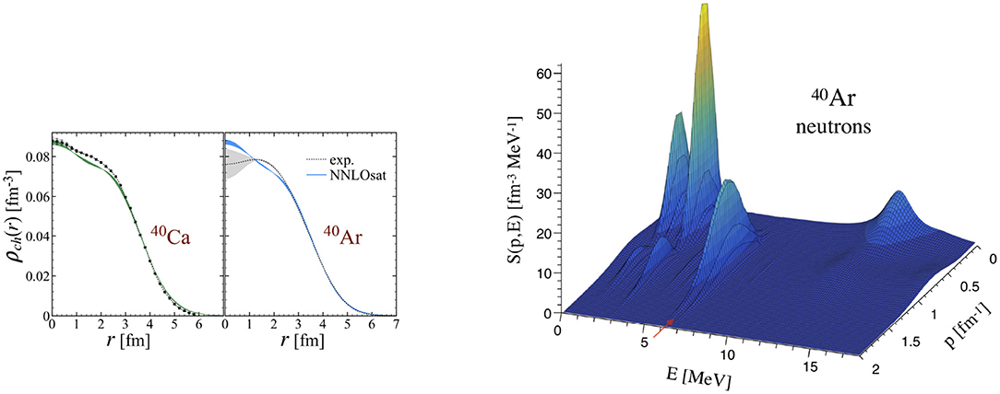 0.08
0.06
0.04
0.02
0
ρch(r) [fm-3]
40Ca
0 1 2 3 4 5 6
r [fm]
exp.
NNLOsat
40Ar
0 1 2 3 4 5 6 7
r [fm]
40Ar
neutrons
60
50
40
30
20
10
0
S(p,E) [fm-3 MeV-1]
0 5 10 15
E [MeV]
0
0.5
1
1.5
2
p [fm-1]